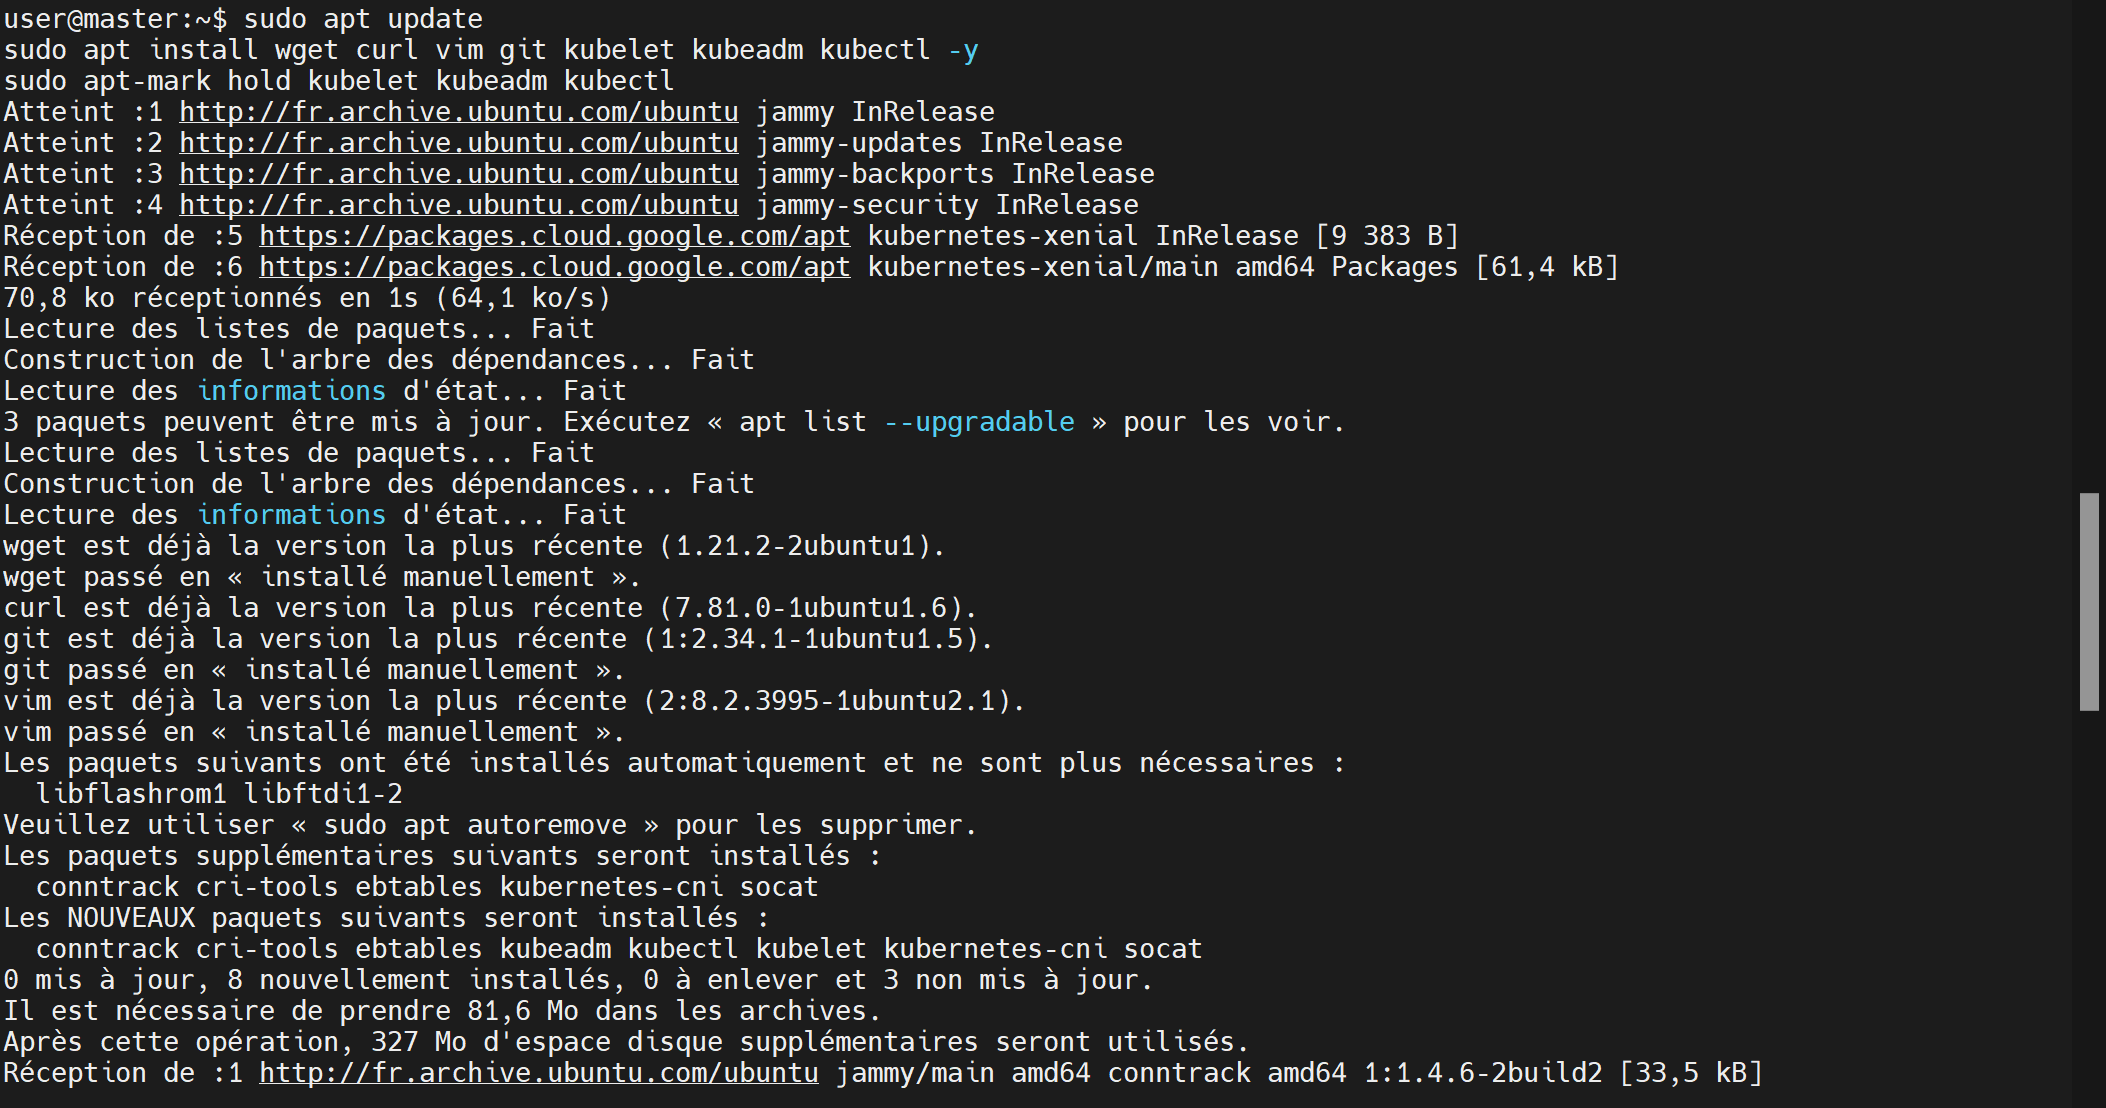 user@master:~$ sudo apt update
sudo apt install wget curl vim git kubelet kubeadm kubectl -y
sudo apt-mark hold kubelet kubeadm kubectl
Atteint :1 http://fr.archive.ubuntu.com/ubuntu jammy InRelease
Atteint :2 http://fr.archive.ubuntu.com/ubuntu jammy-updates InRelease
Atteint :3 http://fr.archive.ubuntu.com/ubuntu jammy-backports InRelease
Atteint :4 http://fr.archive.ubuntu.com/ubuntu jammy-security InRelease
Réception de :5 https://packages.cloud.google.com/apt kubernetes-xenial InRelease [9 383 B]
Réception de :6 https://packages.cloud.google.com/apt kubernetes-xenial/main amd64 Packages [61,4 kB]
70,8 ko réceptionnés en 1s (64,1 ko/s)
Lecture des listes de paquets... Fait
Construction de l'arbre des dépendances... Fait
Lecture des informations d'état... Fait
3 paquets peuvent être mis à jour. Exécutez « apt list --upgradable » pour les voir.
Lecture des listes de paquets... Fait
Construction de l'arbre des dépendances... Fait
Lecture des informations d'état... Fait
wget est déjà la version la plus récente (1.21.2-2ubuntu1).
wget passé en « installé manuellement ».
curl est déjà la version la plus récente (7.81.0-1ubuntu1.6).
git est déjà la version la plus récente (1:2.34.1-1ubuntu1.5).
git passé en « installé manuellement ».
vim est déjà la version la plus récente (2:8.2.3995-1ubuntu2.1).
vim passé en « installé manuellement ».
Les paquets suivants ont été installés automatiquement et ne sont plus nécessaires :
  libflashrom1 libftdi1-2
Veuillez utiliser « sudo apt autoremove » pour les supprimer.
Les paquets supplémentaires suivants seront installés :
  conntrack cri-tools ebtables kubernetes-cni socat
Les NOUVEAUX paquets suivants seront installés :
  conntrack cri-tools ebtables kubeadm kubectl kubelet kubernetes-cni socat
0 mis à jour, 8 nouvellement installés, 0 à enlever et 3 non mis à jour.
Il est nécessaire de prendre 81,6 Mo dans les archives.
Après cette opération, 327 Mo d'espace disque supplémentaires seront utilisés.
Réception de :1 http://fr.archive.ubuntu.com/ubuntu jammy/main amd64 conntrack amd64 1:1.4.6-2build2 [33,5 kB]